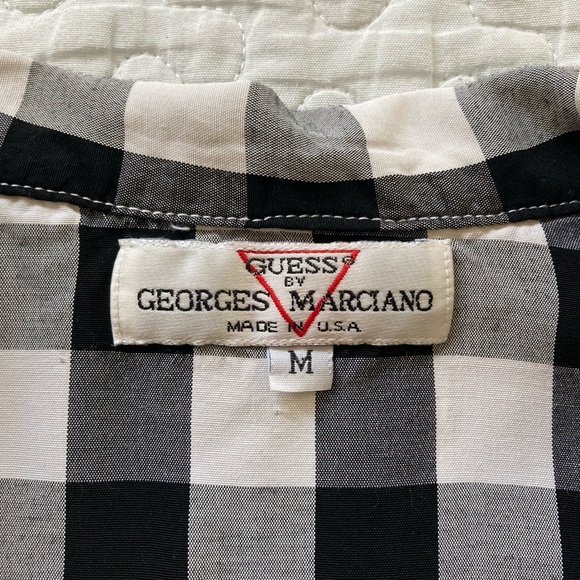 GUESS®
BY
GEORGES MARCIANO
MADE IN U.S.A.
M